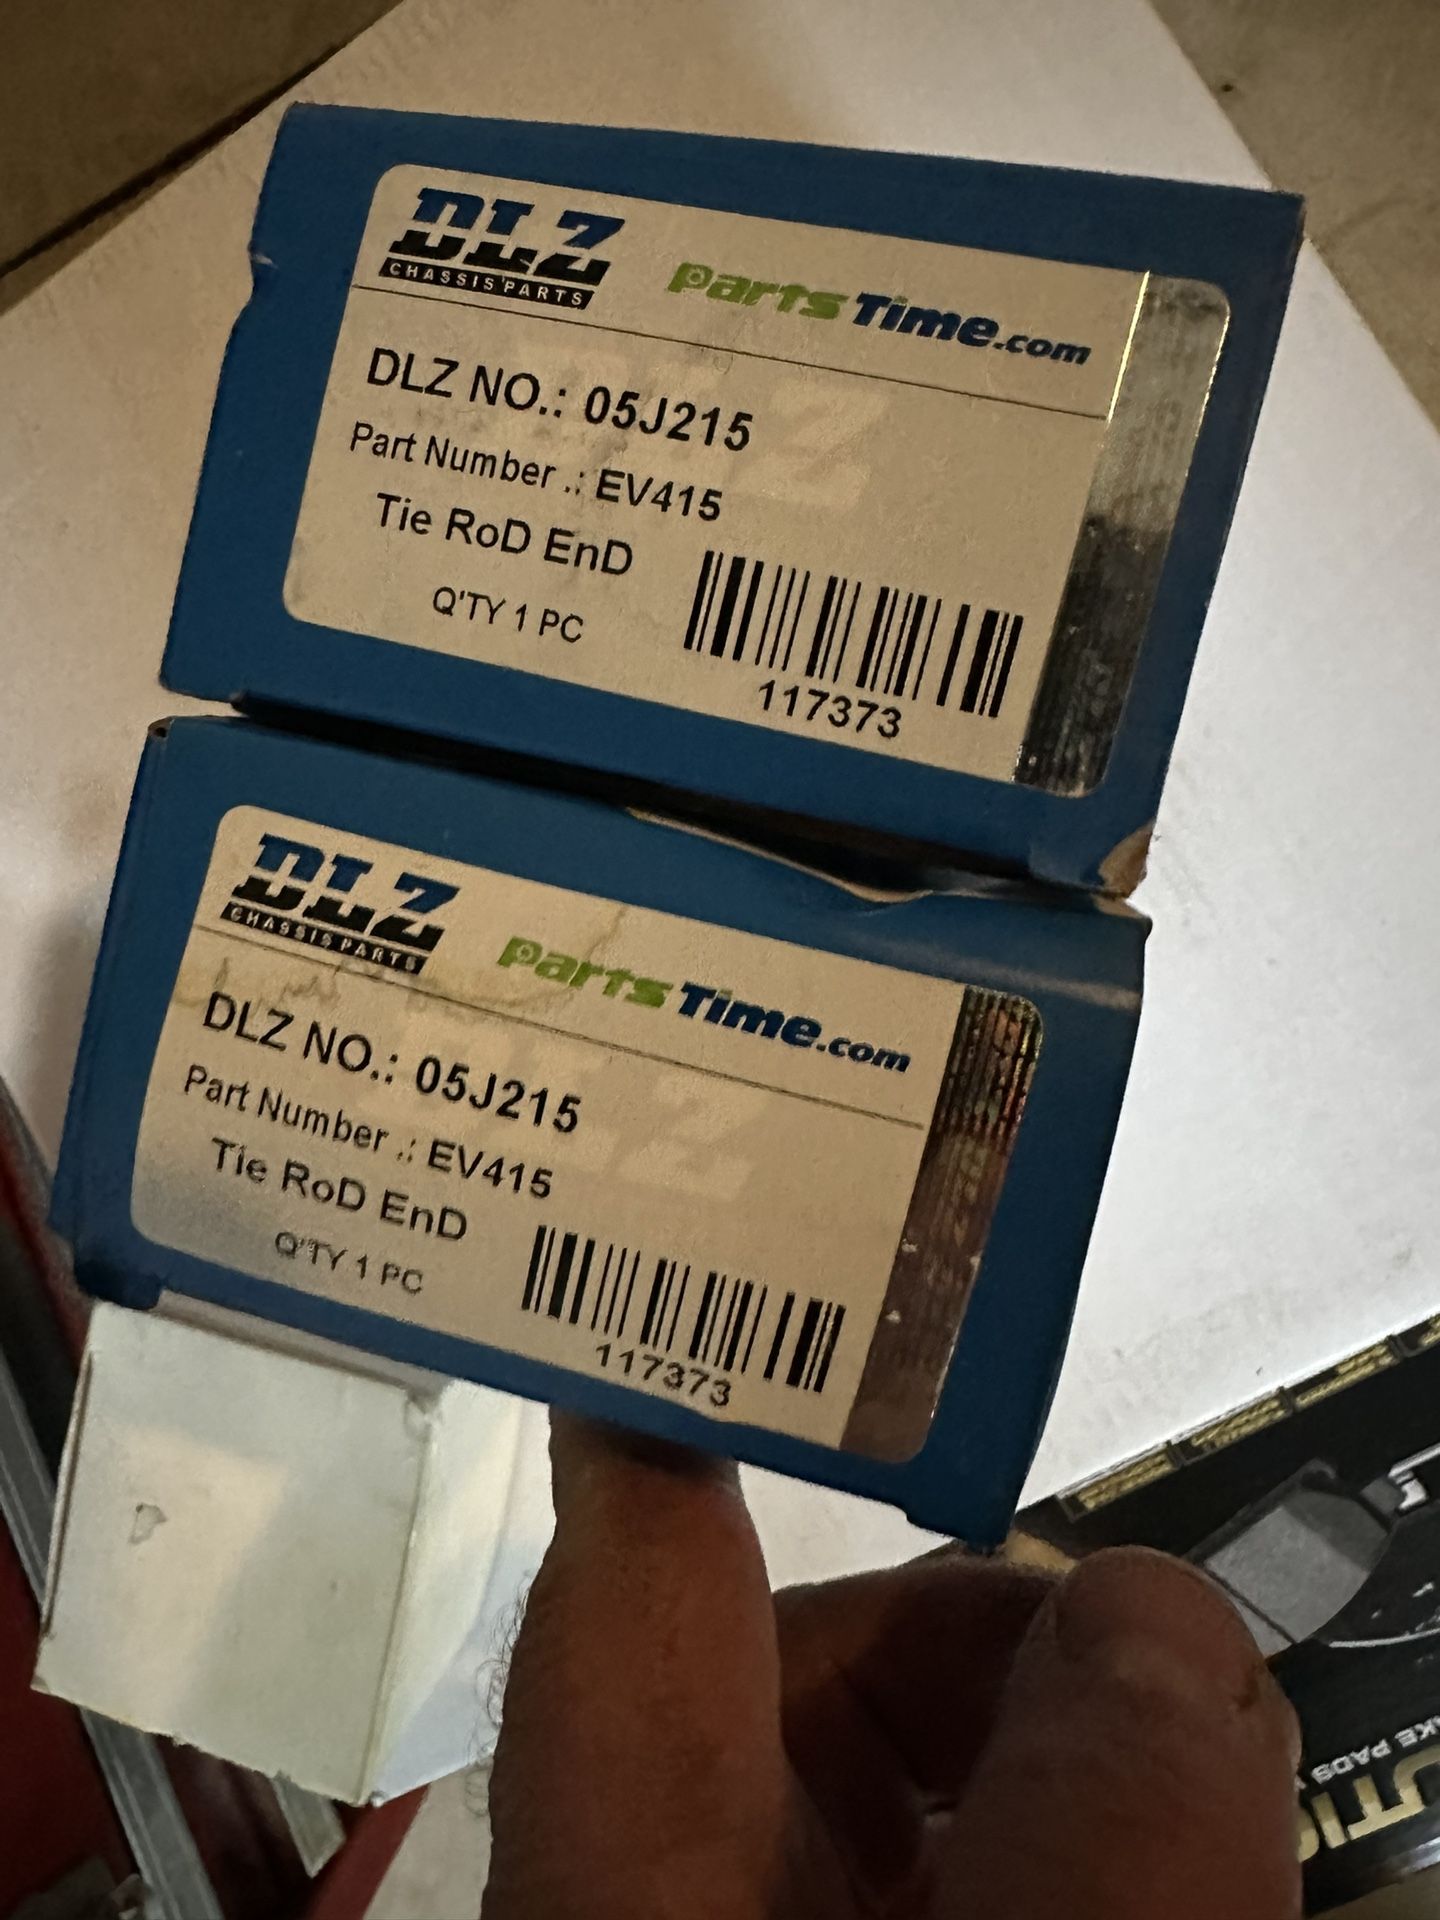 DLZ
CHASSIS PARTS
PartsTime.com
DLZ NO.: 05J215
Part Number .: EV415
Tie RoD EnD
Q'TY 1 PC
117373
DLZ
CHASSIS PARTS
PartsTime.com
DLZ NO.: 05J215
Part Number .: EV415
Tie RoD EnD
Q'TY 1 PC
117373